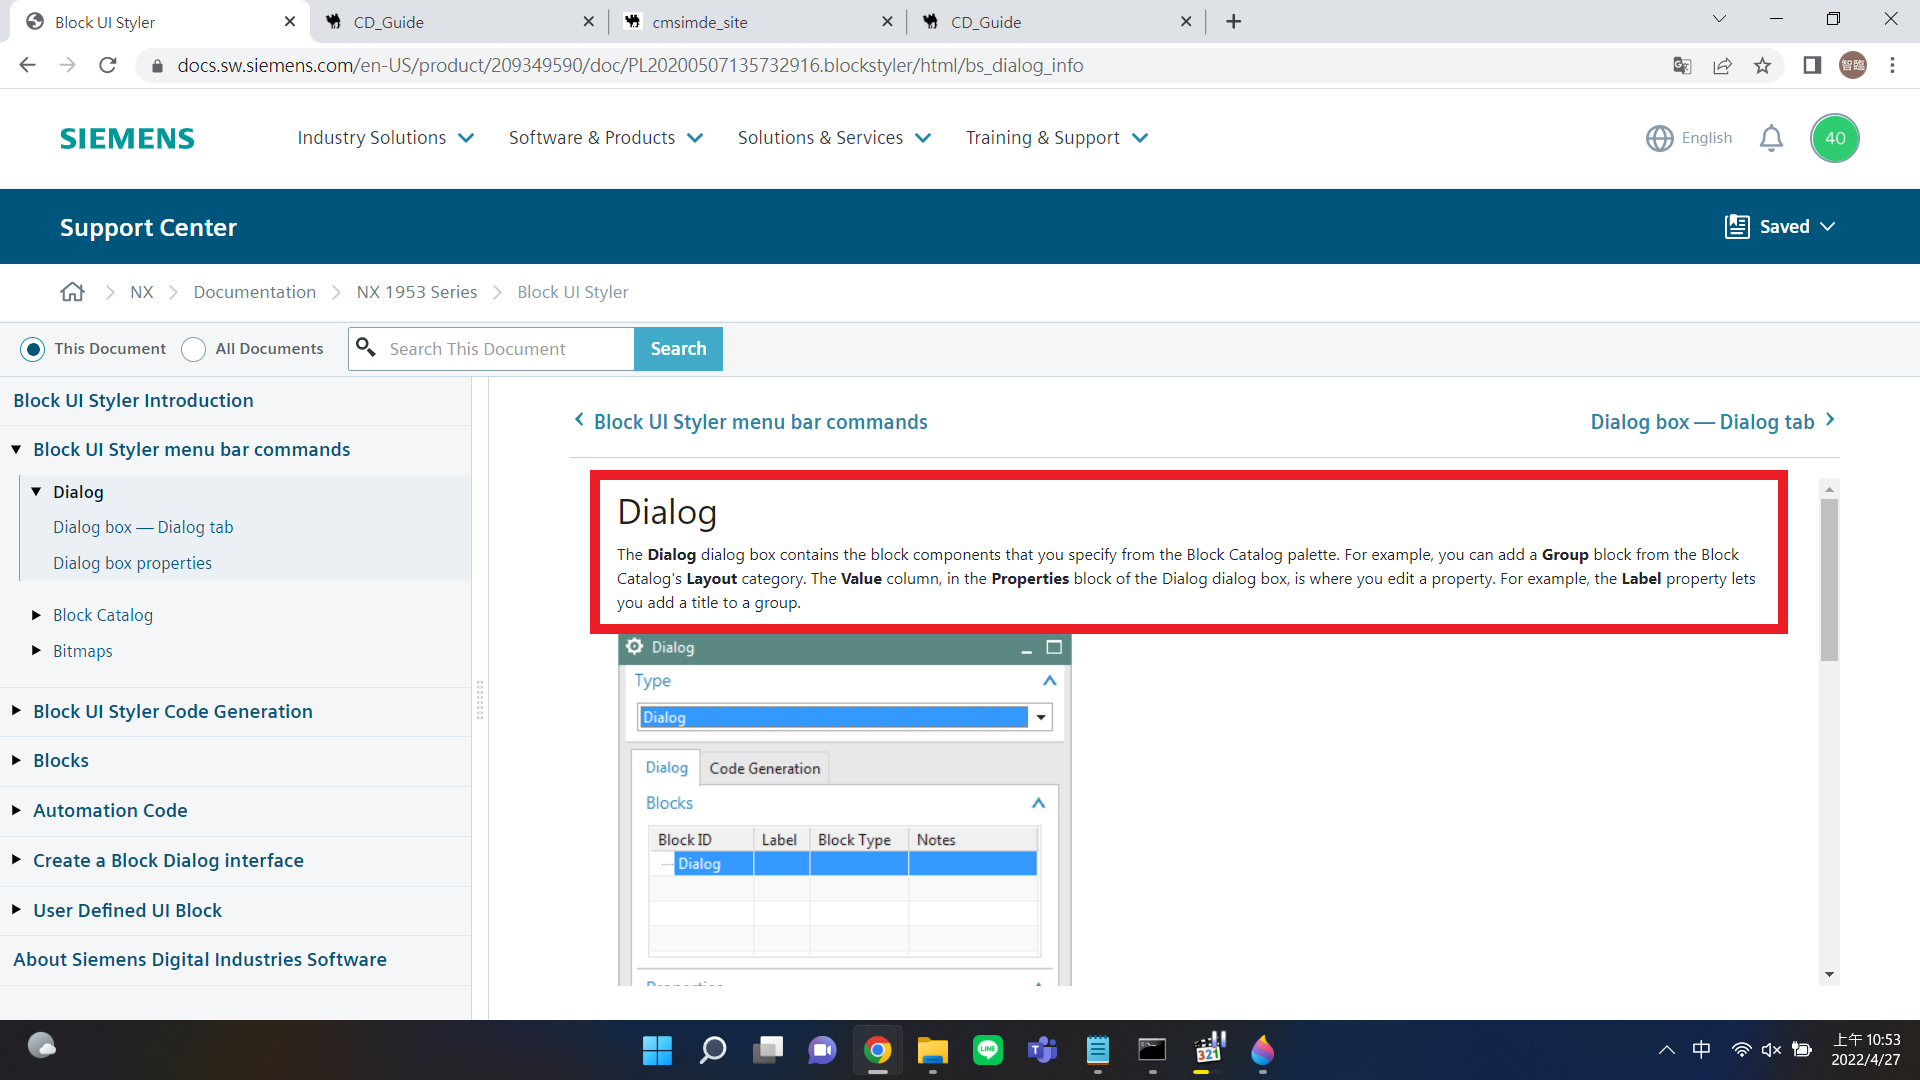 Block UI Styler
CD_Guide
cmsimde_site
CD_Guide
docs.sw.siemens.com/en-US/product/209349590/doc/PL20200507135732916.blockstyler/html/bs_dialog_info
智臨
SIEMENS
Industry Solutions
Software & Products
Solutions & Services
Training & Support
English
40
Support Center
Saved
NX
Documentation
NX 1953 Series
Block UI Styler
This Document
All Documents
Search This Document
Search
Block UI Styler Introduction
Block UI Styler menu bar commands
Dialog
Dialog box — Dialog tab
Dialog box properties
Block Catalog
Bitmaps
Block UI Styler Code Generation
Blocks
Automation Code
Create a Block Dialog interface
User Defined UI Block
About Siemens Digital Industries Software
Block UI Styler menu bar commands
Dialog box — Dialog tab
Dialog
The Dialog dialog box contains the block components that you specify from the Block Catalog palette. For example, you can add a Group block from the Block
Catalog's Layout category. The Value column, in the Properties block of the Dialog dialog box, is where you edit a property. For example, the Label property lets
you add a title to a group.
Dialog
Type
Dialog
Dialog
Code Generation
Blocks
Block ID
Label
Block Type
Notes
Dialog
Properties
LINE
321
中
上午 10:53
2022/4/27